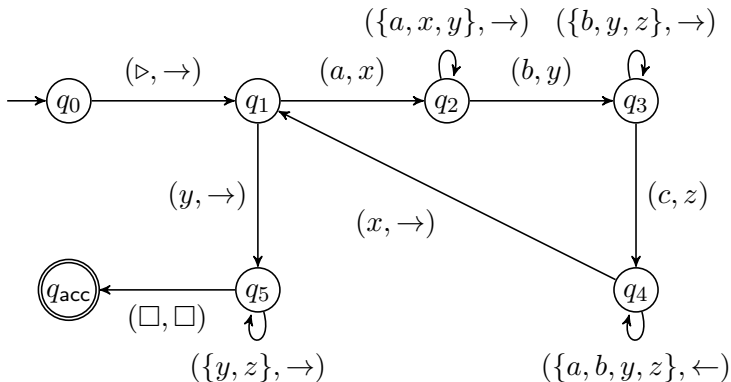 ({a, x, y}, →) ({b, y, z}, →)
(▷, →) (a, x) (b, y)
q₀ q₁ q₂ q₃
(y, →) (x, →) (c, z)
q_acc (□, □) q₅ q₄
({y, z}, →) ({a, b, y, z}, ←)